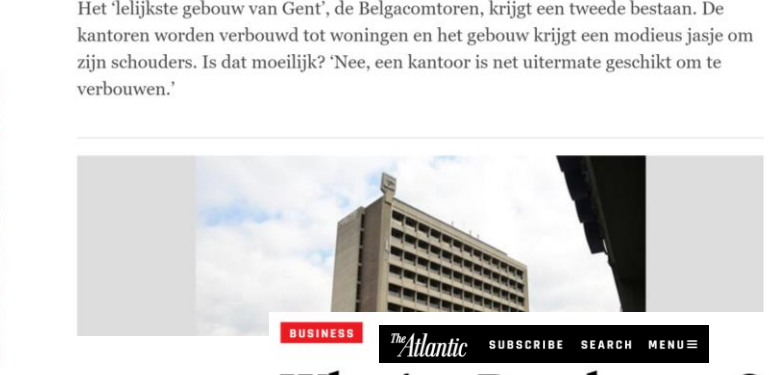 Het ‘lelijkste gebouw van Gent’, de Belgacomtoren, krijgt een tweede bestaan. De
kantoren worden verbouwd tot woningen en het gebouw krijgt een modieus jasje om
zijn schouders. Is dat moeilijk? ‘Nee, een kantoor is net uitermate geschikt om te
verbouwen.’
BUSINESS
The Atlantic SUBSCRIBE SEARCH MENU